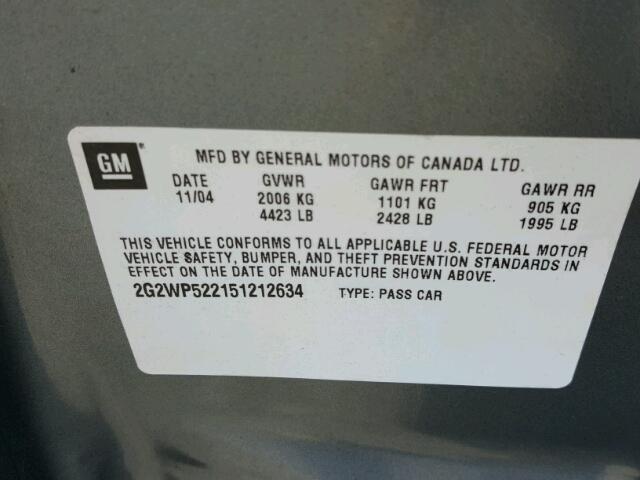 GM
MFD BY GENERAL MOTORS OF CANADA LTD.
DATE GVWR GAWR FRT GAWR RR
11/04 2006 KG 1101 KG 905 KG
4423 LB 2428 LB 1995 LB
THIS VEHICLE CONFORMS TO ALL APPLICABLE U.S. FEDERAL MOTOR
VEHICLE SAFETY, BUMPER, AND THEFT PREVENTION STANDARDS IN
EFFECT ON THE DATE OF MANUFACTURE SHOWN ABOVE.
2G2WP522151212634 TYPE: PASS CAR